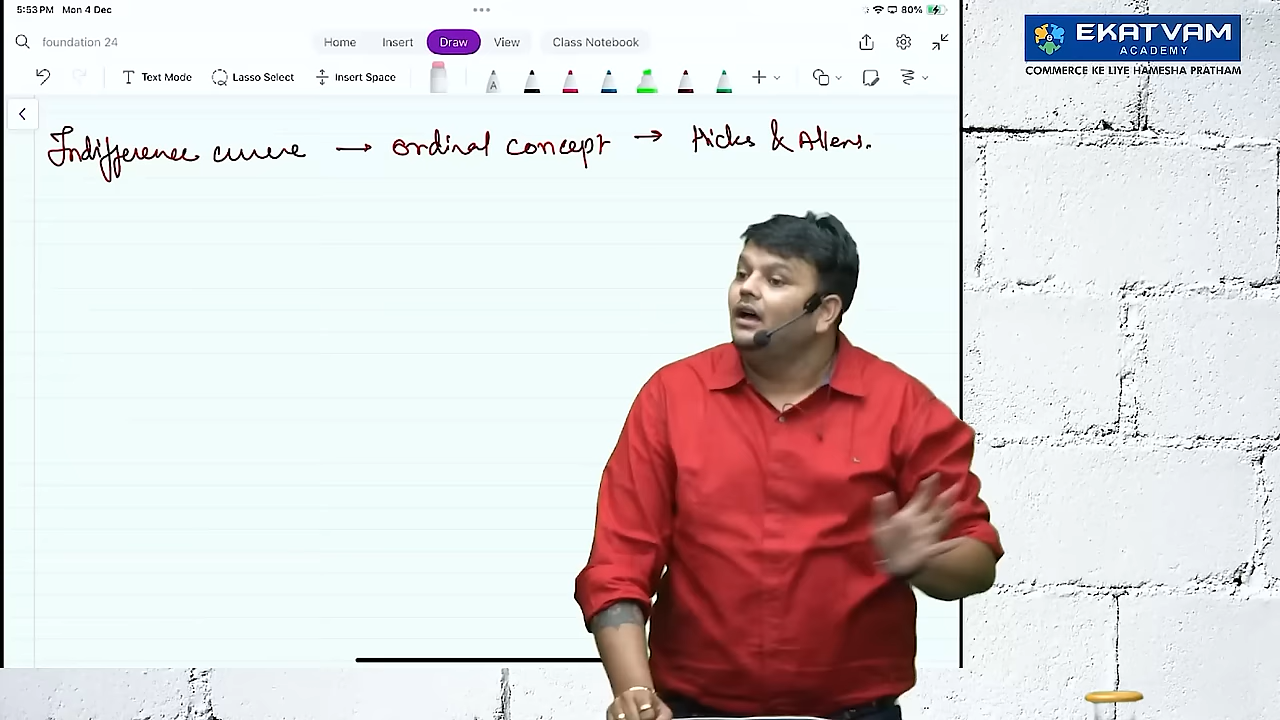 5:53 PM Mon 4 Dec
80%
foundation 24
Home Insert Draw View Class Notebook
Text Mode Lasso Select Insert Space
Indifference curve → ordinal concept → Hicks & Allens.
EKATVAM
ACADEMY
COMMERCE KE LIYE HAMESHA PRATHAM